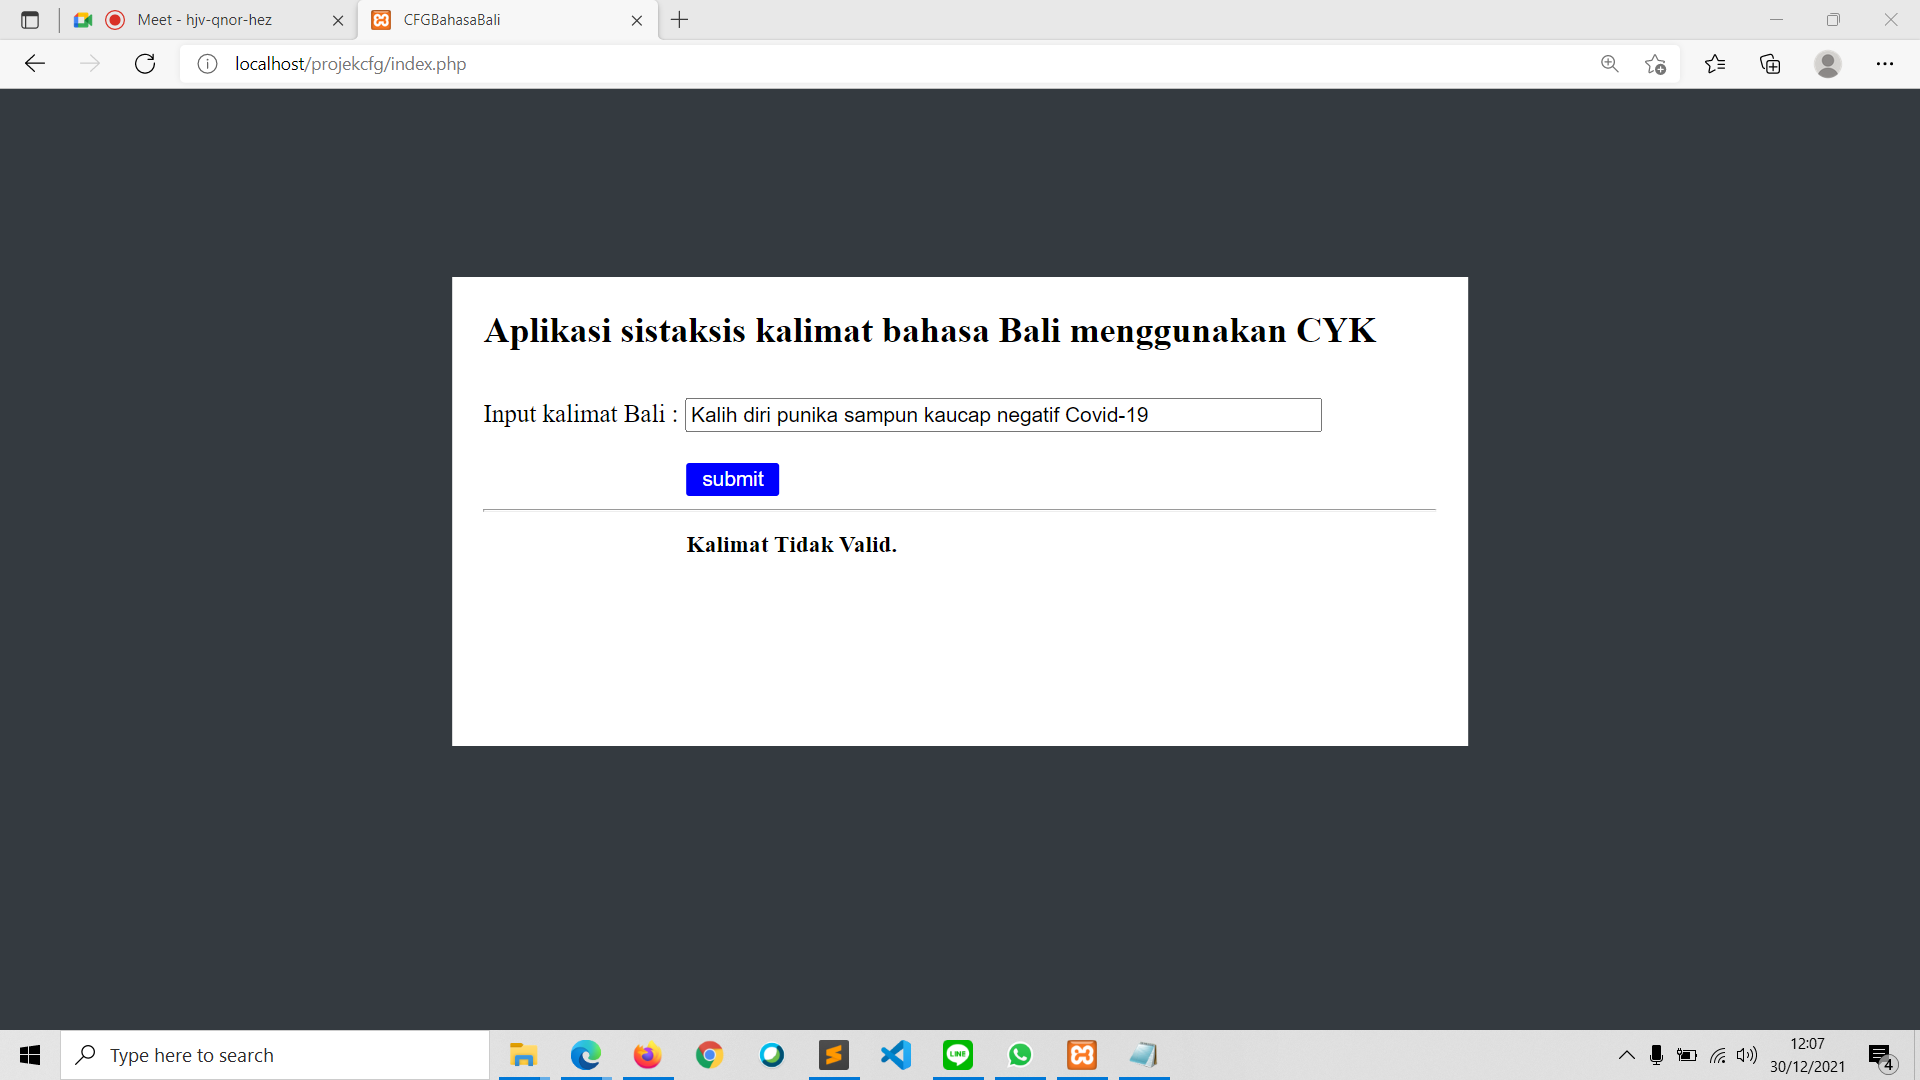 Meet - hjv-qnor-hez
CFGBahasaBali
localhost/projekcfg/index.php
Aplikasi sistaksis kalimat bahasa Bali menggunakan CYK
Input kalimat Bali : Kalih diri punika sampun kaucap negatif Covid-19
submit
Kalimat Tidak Valid.
Type here to search
LINE
12:07
30/12/2021
4